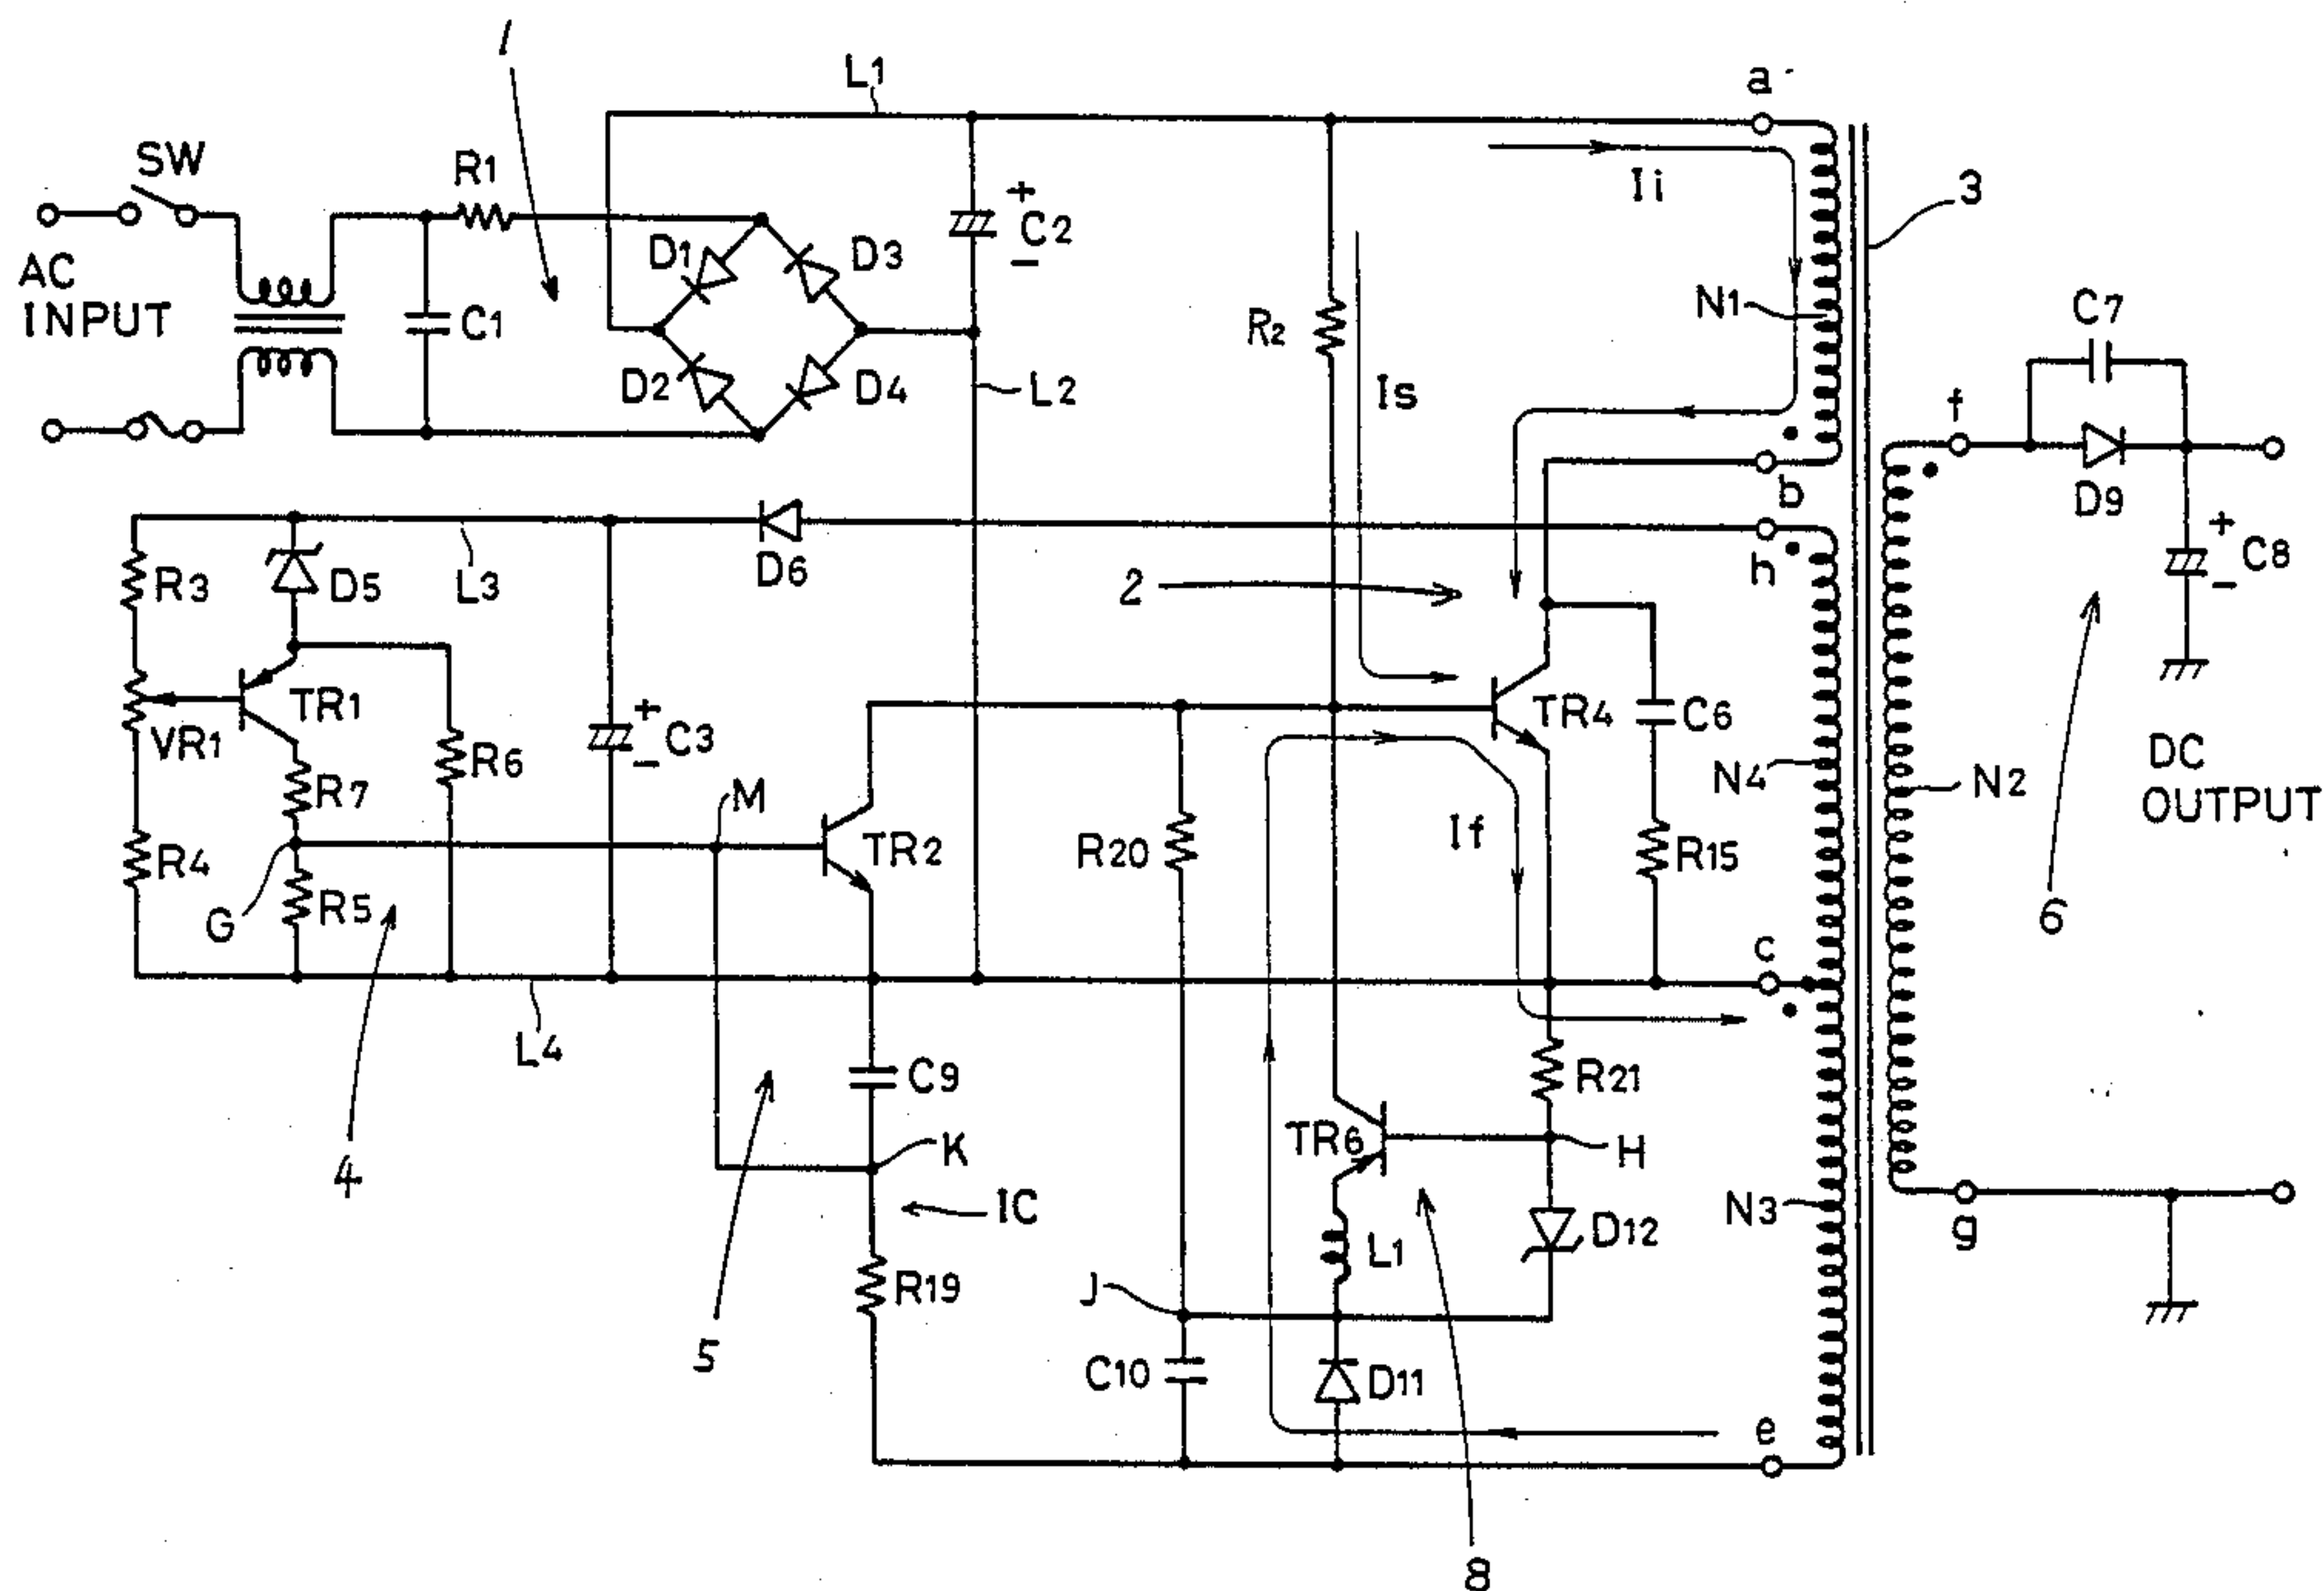 1
L1
a
SW
R1
+
C2
-
Ii
3
AC
INPUT
D1
D3
C1
R2
N1
C7
D2
D4
L2
Is
f
b
D9
R3
D5
L3
D6
2
h
+
C8
-
TR1
VR1
R6
+
C3
-
TR4
C6
DC
OUTPUT
R7
M
N4
N2
R4
TR2
R20
If
R15
G
R5
c
6
L4
C9
R21
TR6
H
4
K
IC
N3
g
L1
D12
R19
J
5
C10
D11
e
8